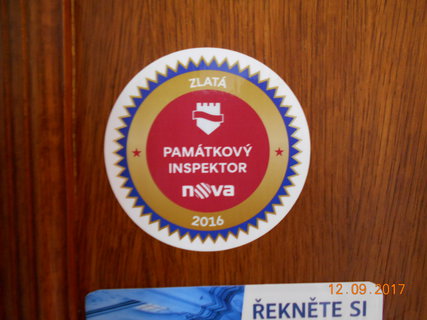 ZLATÁ
PAMÁTKOVÝ
INSPEKTOR
nova
2016
12.09.2017
ŘEKNĚTE SI